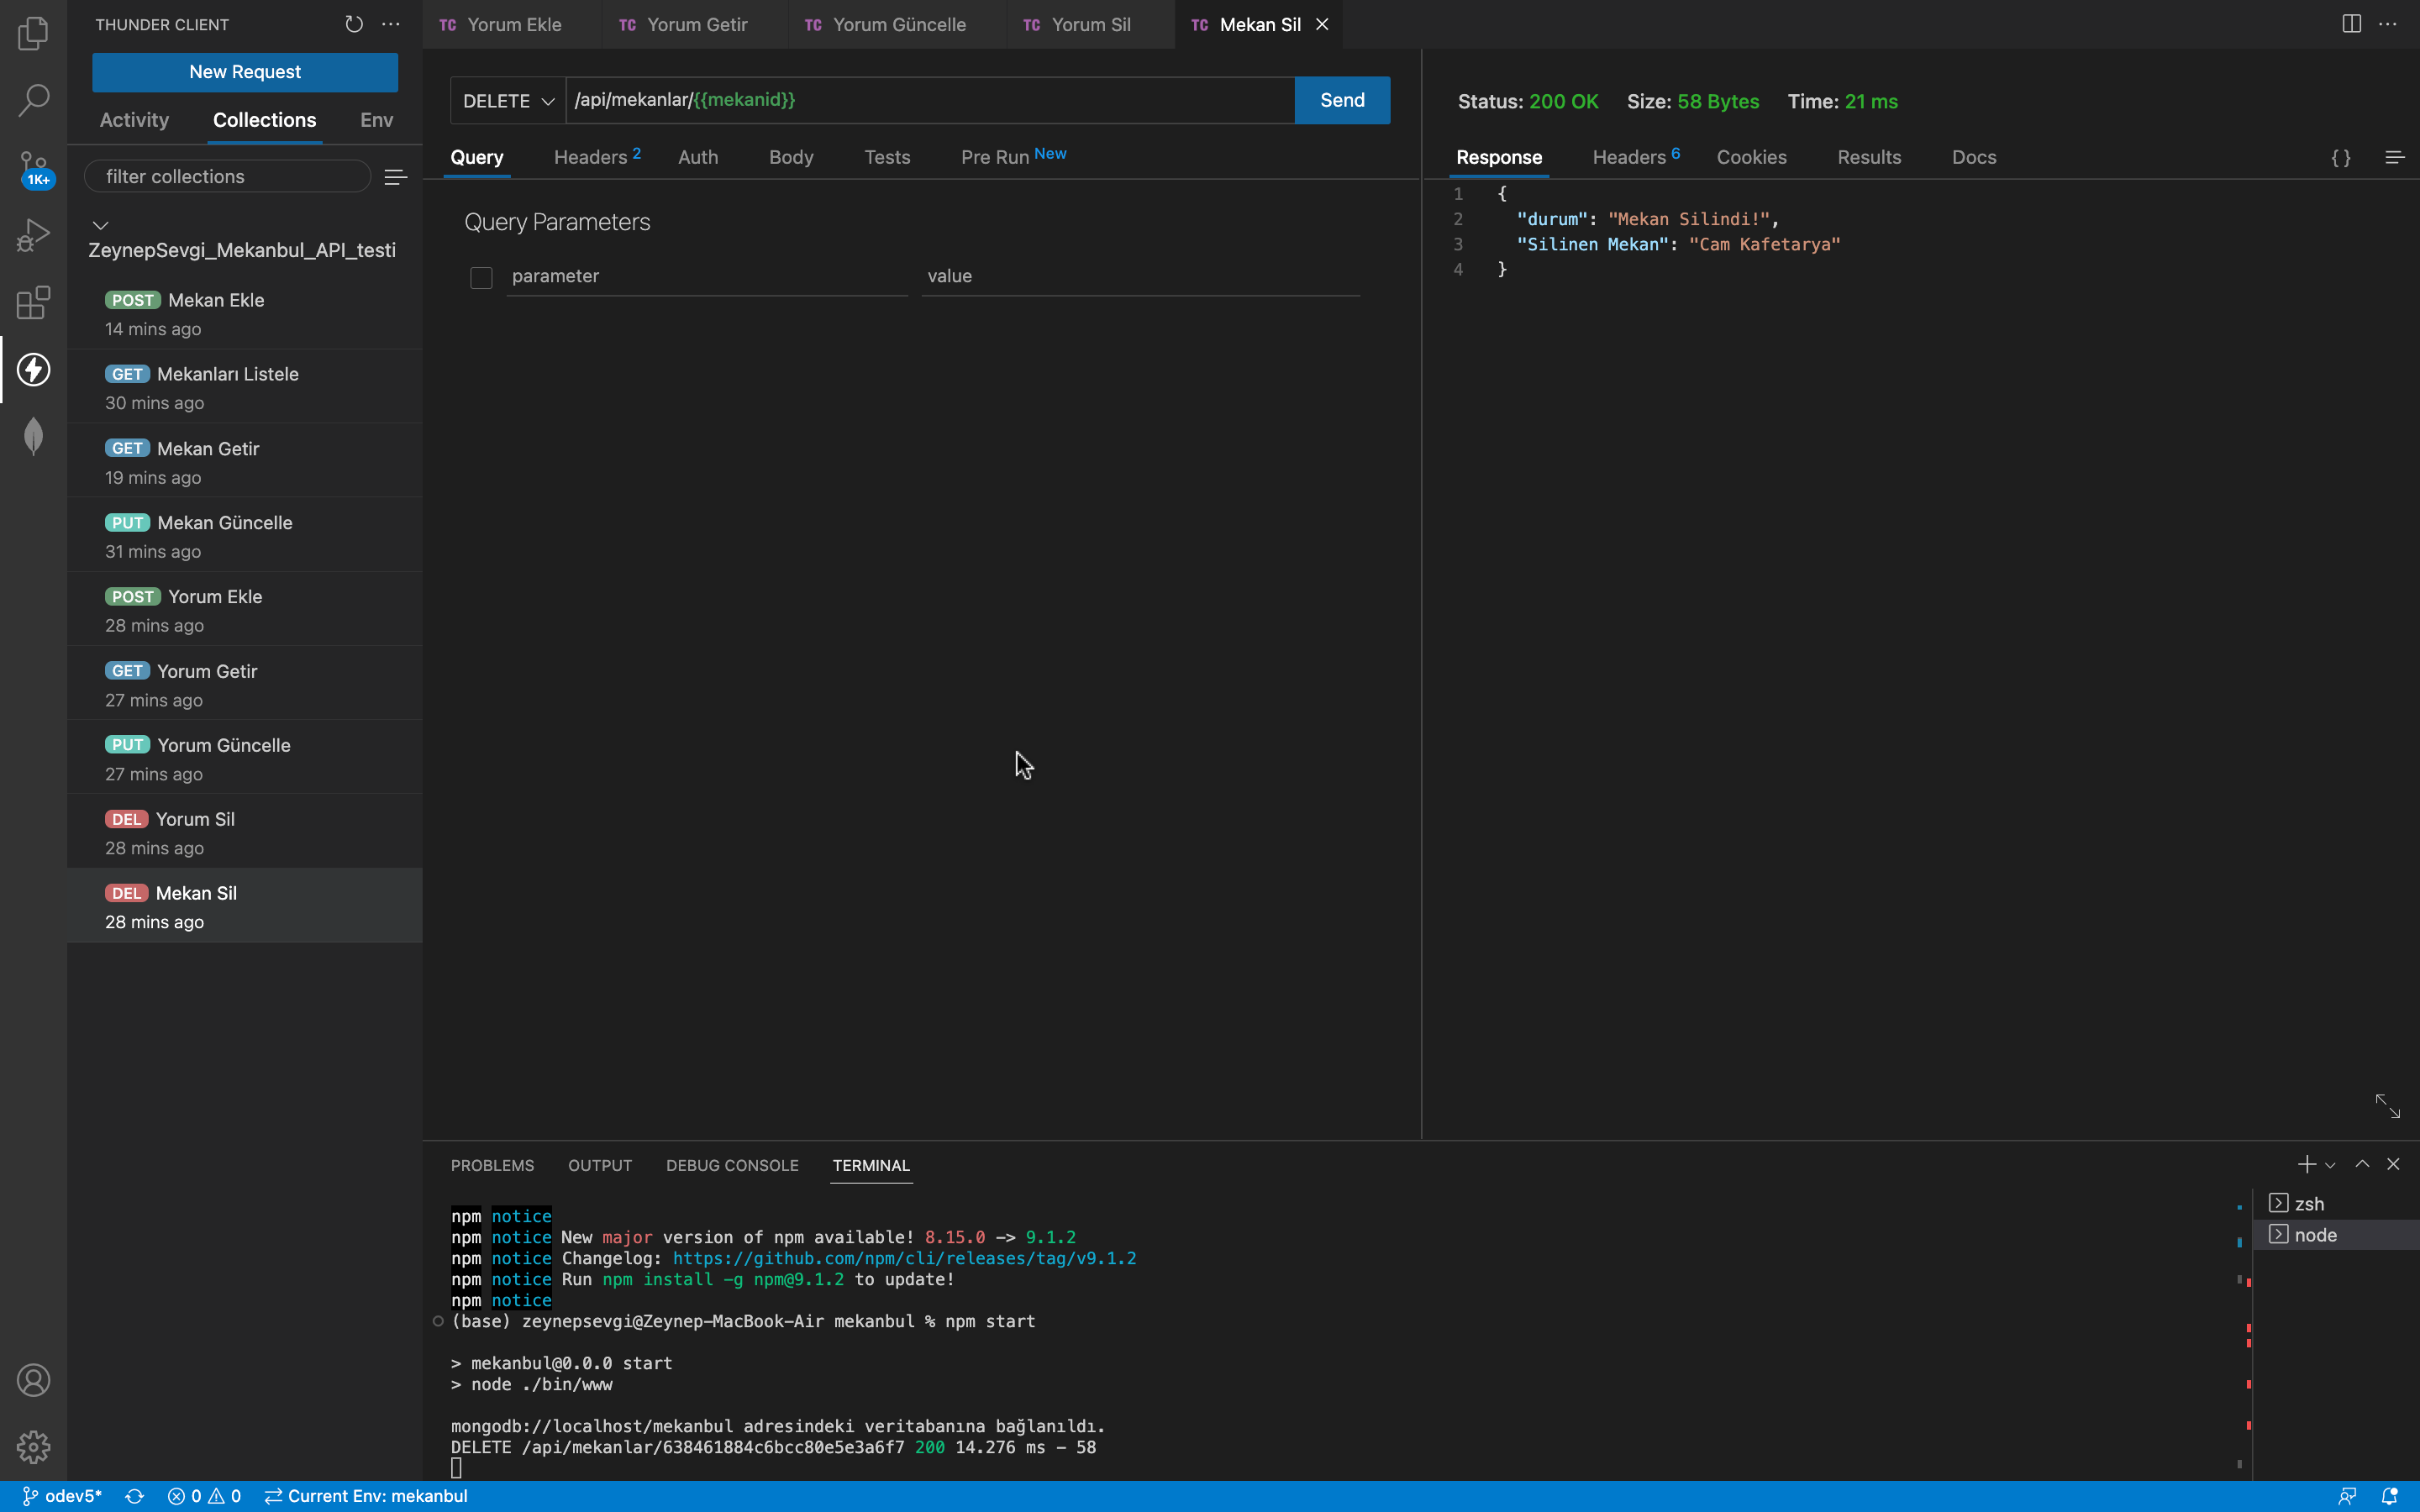 THUNDER CLIENT
New Request
Activity Collections Env
filter collections
1K+
ZeynepSevgi_Mekanbul_API_testi
POST Mekan Ekle
14 mins ago
GET Mekanları Listele
30 mins ago
GET Mekan Getir
19 mins ago
PUT Mekan Güncelle
31 mins ago
POST Yorum Ekle
28 mins ago
GET Yorum Getir
27 mins ago
PUT Yorum Güncelle
27 mins ago
DEL Yorum Sil
28 mins ago
DEL Mekan Sil
28 mins ago
TC Yorum Ekle TC Yorum Getir TC Yorum Güncelle TC Yorum Sil TC Mekan Sil
DELETE /api/mekanlar/{{mekanid}} Send
Query Headers 2 Auth Body Tests Pre Run New
Query Parameters
parameter value
Status: 200 OK Size: 58 Bytes Time: 21 ms
Response Headers 6 Cookies Results Docs { }
1 {
2 "durum": "Mekan Silindi!",
3 "Silinen Mekan": "Cam Kafetarya"
4 }
PROBLEMS OUTPUT DEBUG CONSOLE TERMINAL
npm notice
npm notice New major version of npm available! 8.15.0 -> 9.1.2
npm notice Changelog: https://github.com/npm/cli/releases/tag/v9.1.2
npm notice Run npm install -g npm@9.1.2 to update!
npm notice
(base) zeynepsevgi@Zeynep-MacBook-Air mekanbul % npm start
> mekanbul@0.0.0 start
> node ./bin/www
mongodb://localhost/mekanbul adresindeki veritabanına bağlanıldı.
DELETE /api/mekanlar/638461884c6bcc80e5e3a6f7 200 14.276 ms - 58
zsh
node
odev5* 0 0 Current Env: mekanbul